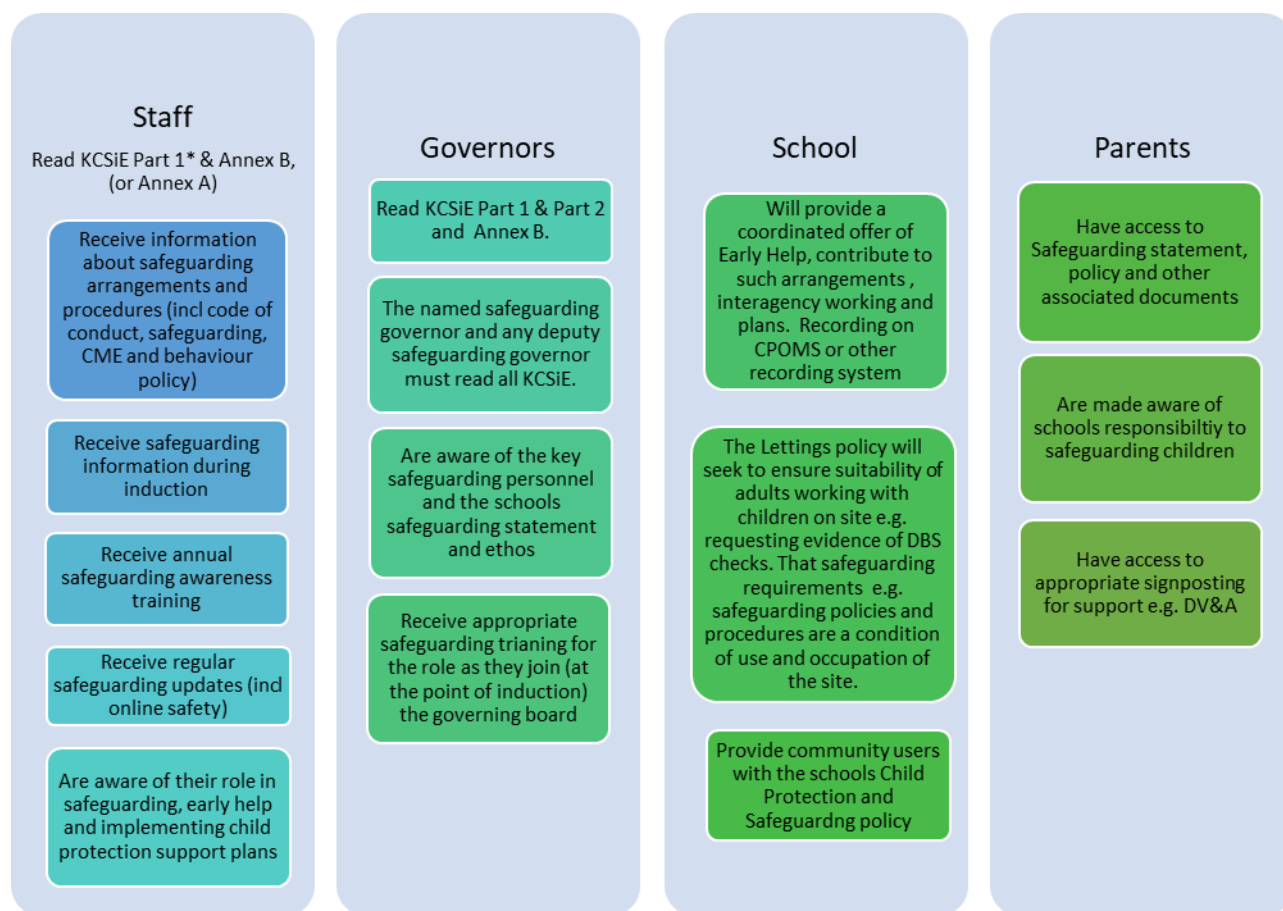 Staff
Read KCSiE Part 1* & Annex B,
(or Annex A)
Receive information
about safeguarding
arrangements and
procedures (incl code of
conduct, safeguarding,
CME and behaviour
policy)
Receive safeguarding
information during
induction
Receive annual
safeguarding awareness
training
Receive regular
safeguarding updates (incl
online safety)
Are aware of their role in
safeguarding, early help
and implementing child
protection support plans
Governors
Read KCSiE Part 1 & Part 2
and Annex B.
The named safeguarding
governor and any deputy
safeguarding governor
must read all KCSiE.
Are aware of the key
safeguarding personnel
and the schools
safeguarding statement
and ethos
Receive appropriate
safeguarding trianing for
the role as they join (at
the point of induction)
the governing board
School
Will provide a
coordinated offer of
Early Help, contribute to
such arrangements ,
interagency working and
plans. Recording on
CPOMS or other
recording system
The Lettings policy will
seek to ensure suitability of
adults working with
children on site e.g.
requesting evidence of DBS
checks. That safeguarding
requirements e.g.
safeguarding policies and
procedures are a condition
of use and occupation of
the site.
Provide community users
with the schools Child
Protection and
Safeguardng policy
Parents
Have access to
Safeguarding statement,
policy and other
associated documents
Are made aware of
schools responsibiltiy to
safeguarding children
Have access to
appropriate signposting
for support e.g. DV&A